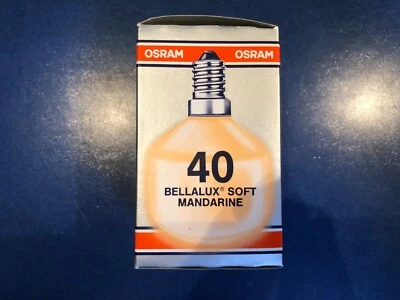 OSRAM OSRAM
40
BELLALUX® SOFT
MANDARINE